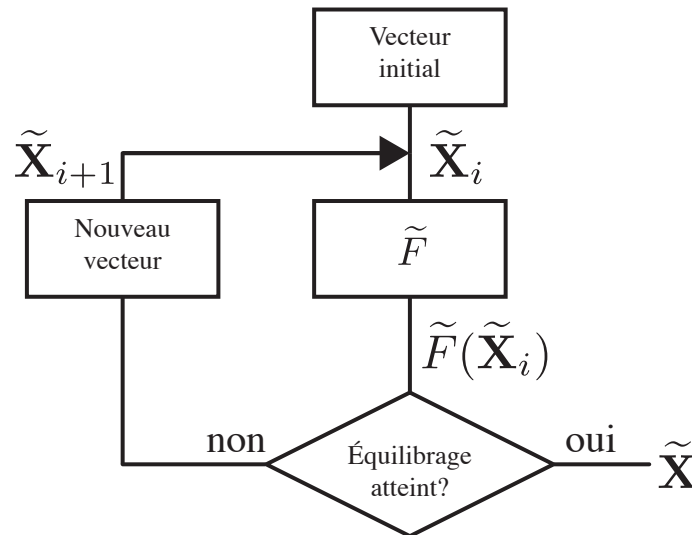 Vecteur
initial
X̃ᵢ₊₁
X̃ᵢ
Nouveau
vecteur
F̃
F̃(X̃ᵢ)
non
oui
Équilibrage
atteint?
X̃